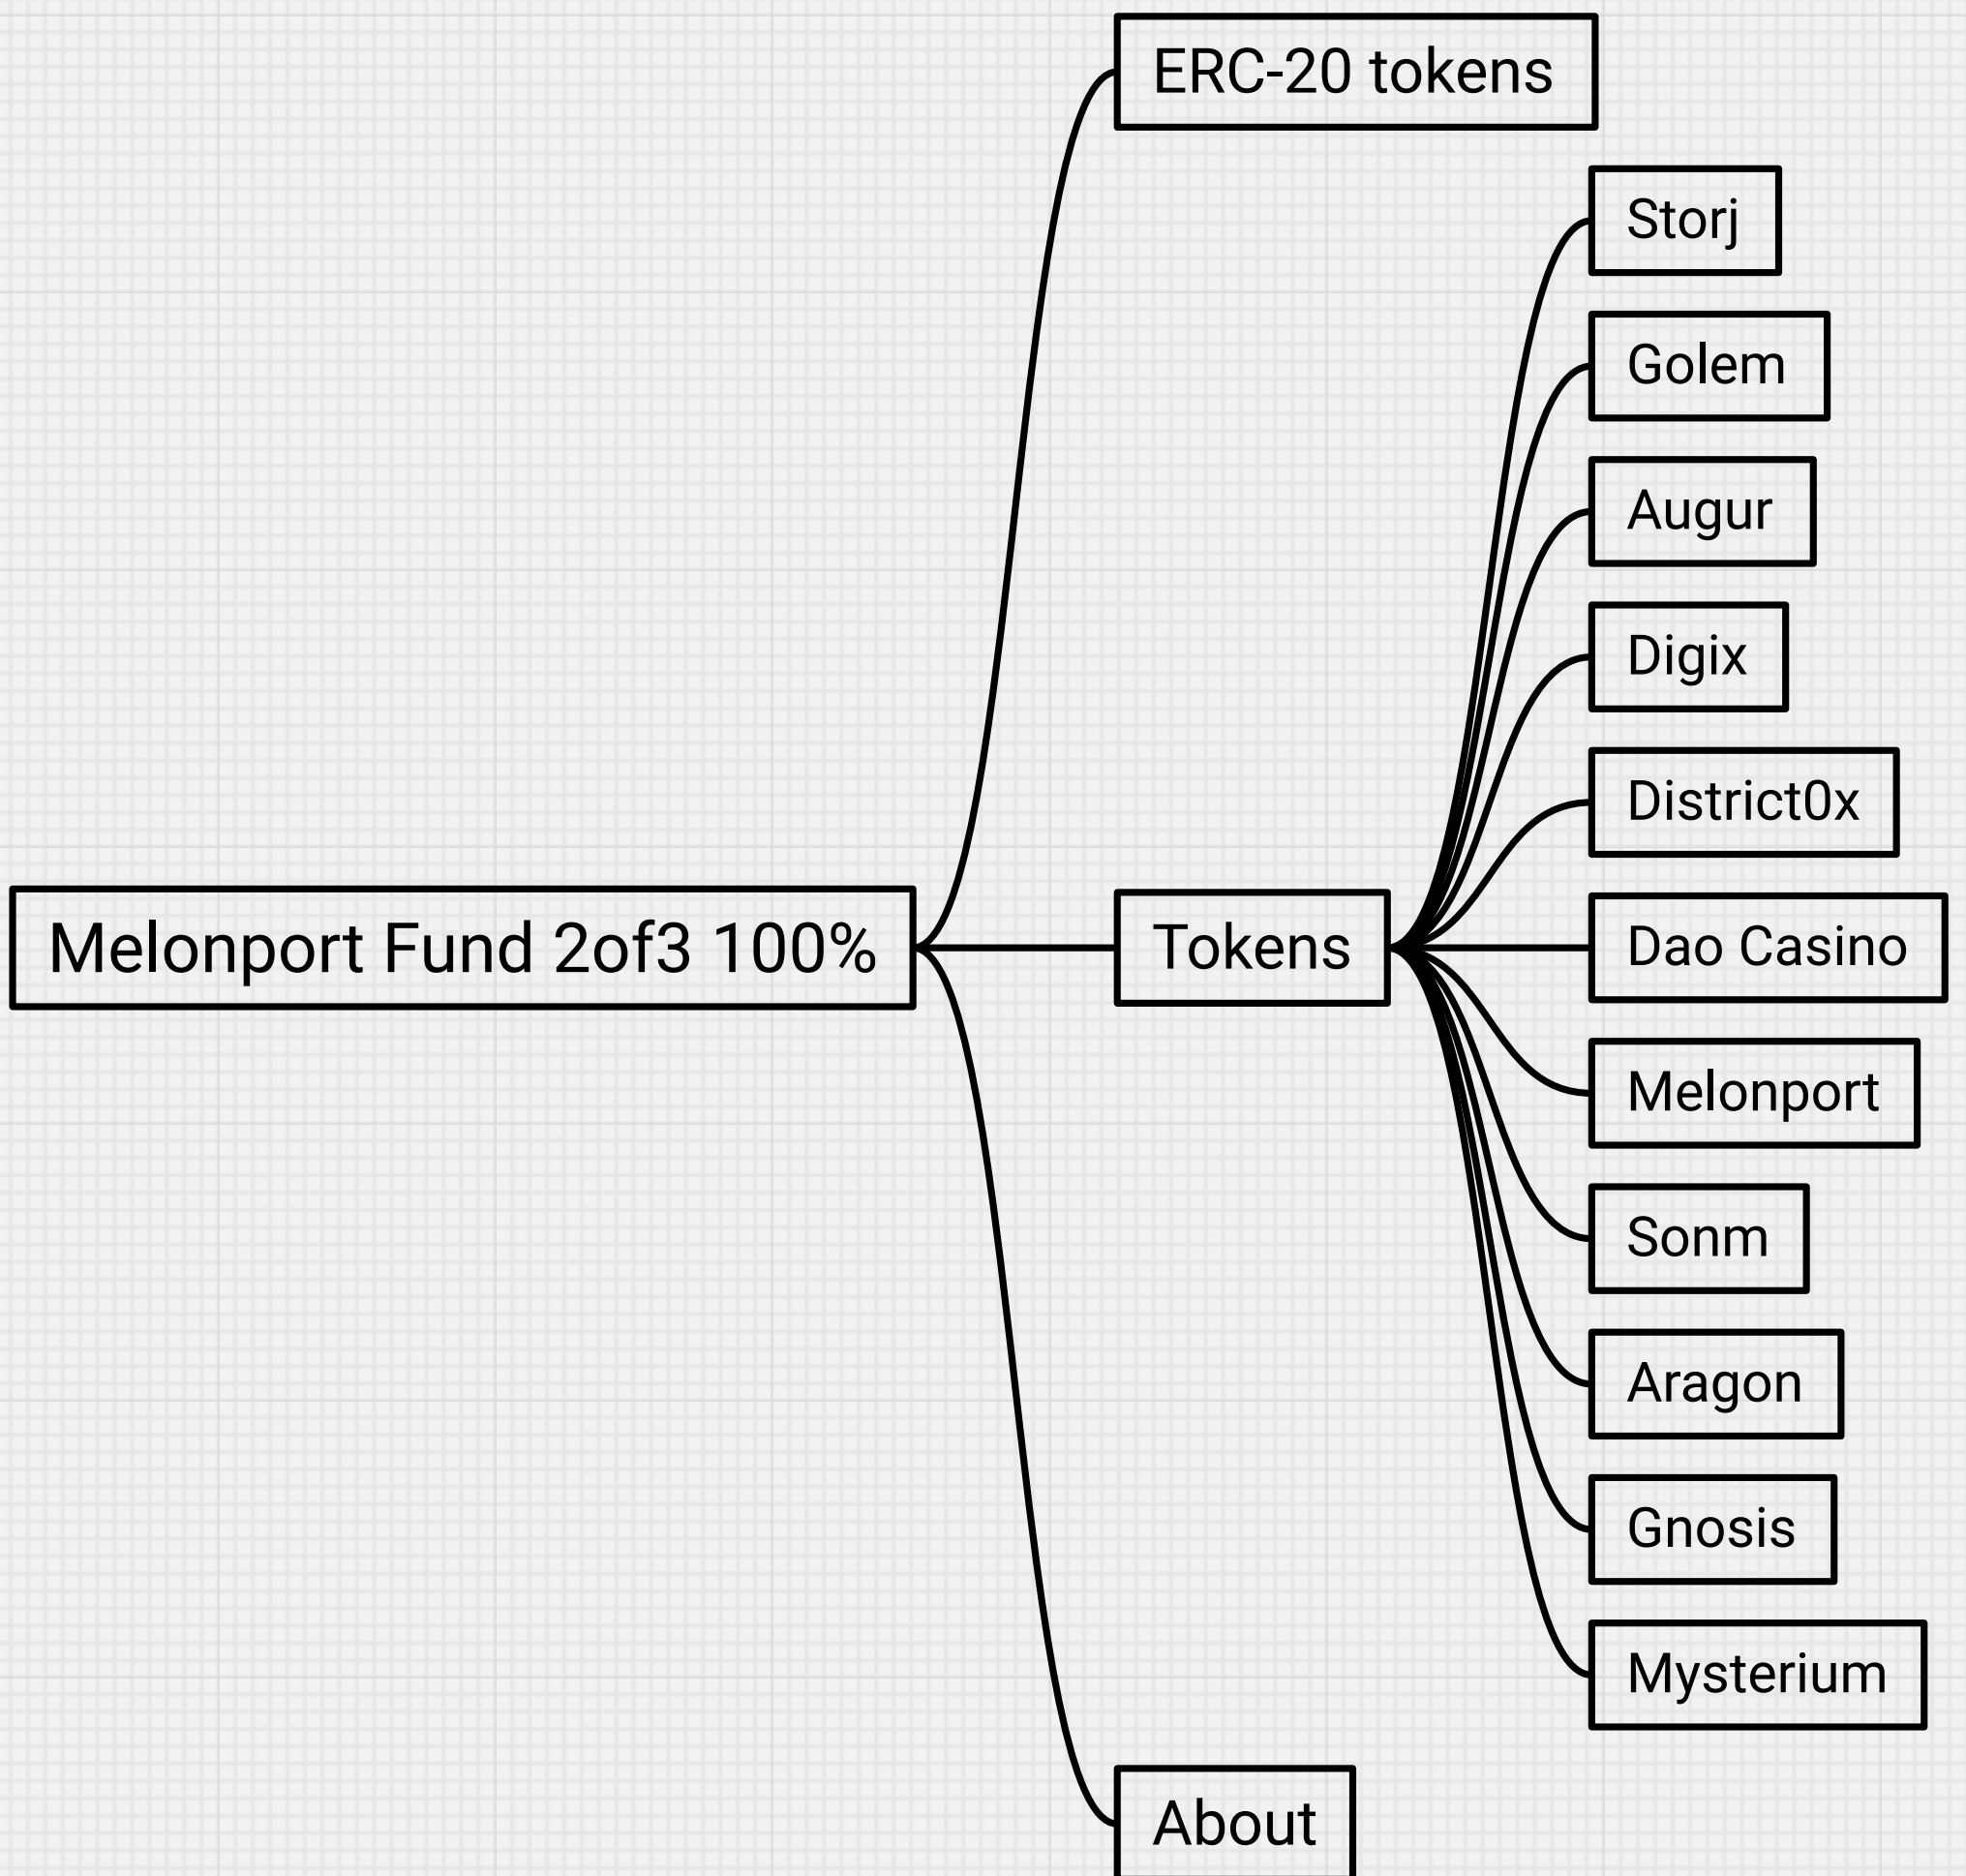 ERC-20 tokens
Storj
Golem
Augur
Digix
District0x
Melonport Fund 2of3 100%
Tokens
Dao Casino
Melonport
Sonm
Aragon
Gnosis
Mysterium
About